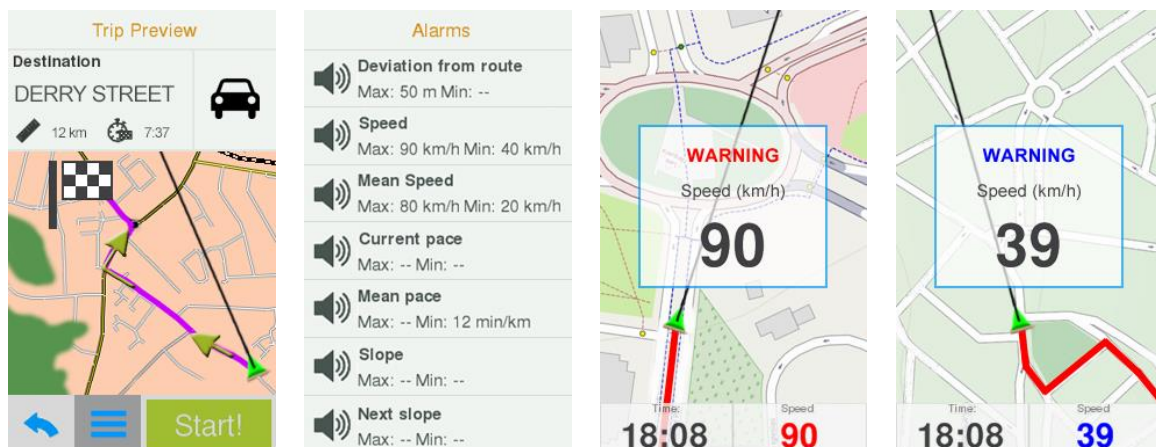 Trip Preview
Destination
DERRY STREET
12 km 7:37
Start!
Alarms
Deviation from route
Max: 50 m Min: --
Speed
Max: 90 km/h Min: 40 km/h
Mean Speed
Max: 80 km/h Min: 20 km/h
Current pace
Max: -- Min: --
Mean pace
Max: -- Min: 12 min/km
Slope
Max: -- Min: --
Next slope
Max: -- Min: --
WARNING
Speed (km/h)
90
Time: Speed
18:08 90
WARNING
Speed (km/h)
39
Time: Speed
18:08 39